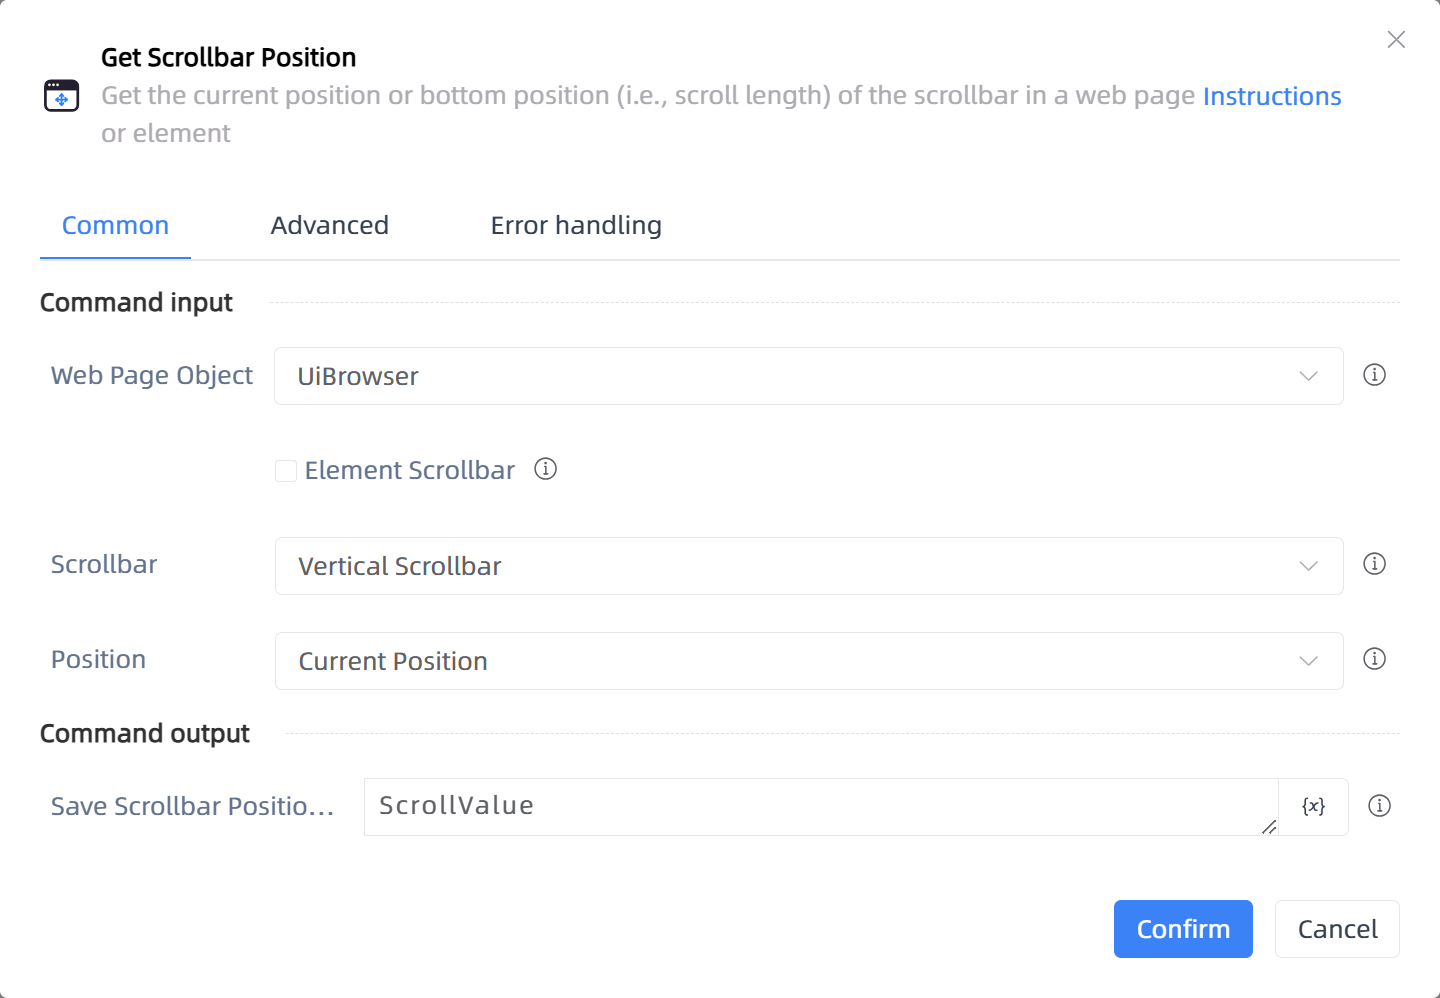 Get Scrollbar Position
Get the current position or bottom position (i.e., scroll length) of the scrollbar in a web page Instructions
or element
Common Advanced Error handling
Command input
Web Page Object UiBrowser
Element Scrollbar
Scrollbar Vertical Scrollbar
Position Current Position
Command output
Save Scrollbar Positio... ScrollValue {x}
Confirm Cancel